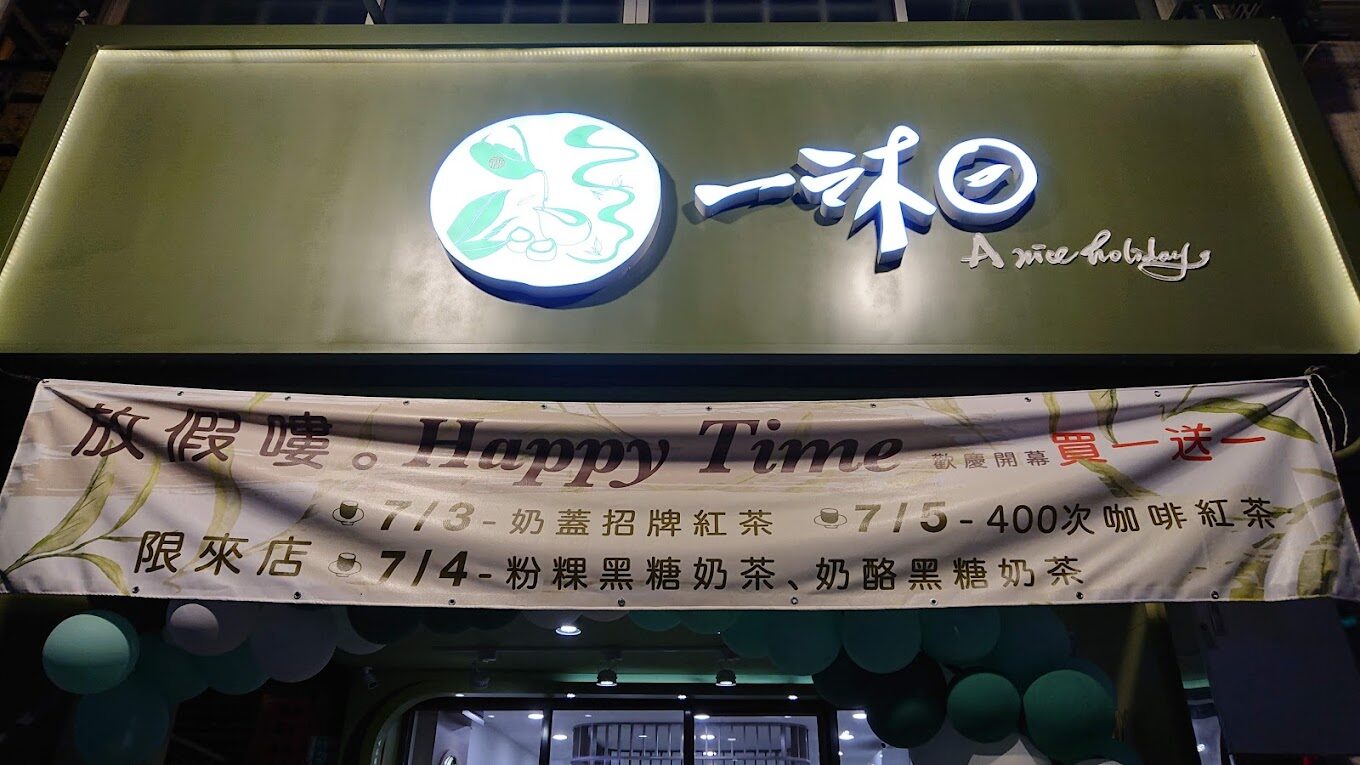 一沐日
A nice holiday
放假嘍。Happy Time 歡慶開幕 買一送一
7/3-奶蓋招牌紅茶 7/5-400次咖啡紅茶
限來店 7/4-粉粿黑糖奶茶、奶酪黑糖奶茶